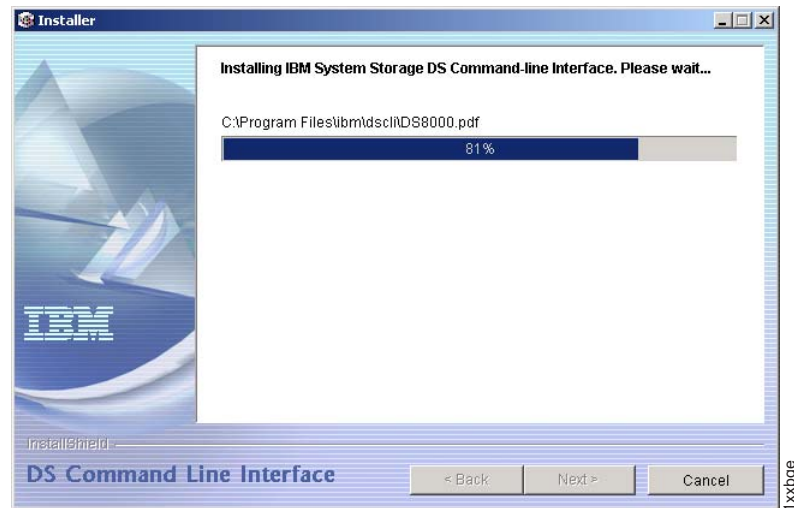 Installer
Installing IBM System Storage DS Command-line Interface. Please wait...
C:\Program Files\ibm\dscli\DS8000.pdf
81%
IBM
InstallShield
DS Command Line Interface
< Back
Next >
Cancel